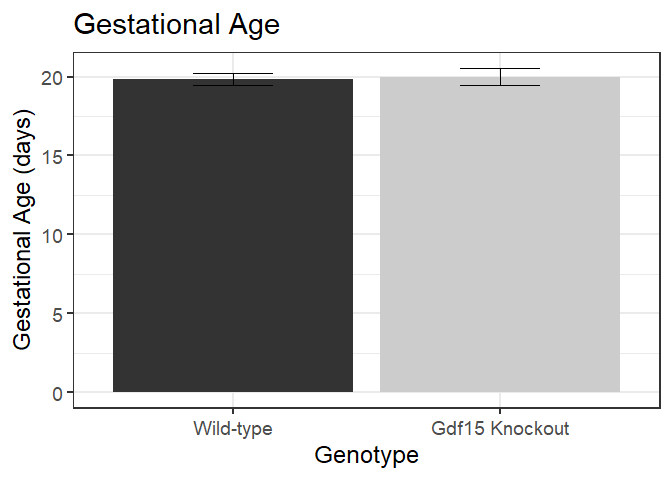 Gestational Age
Gestational Age (days)
20
15
10
5
0
Wild-type
Gdf15 Knockout
Genotype